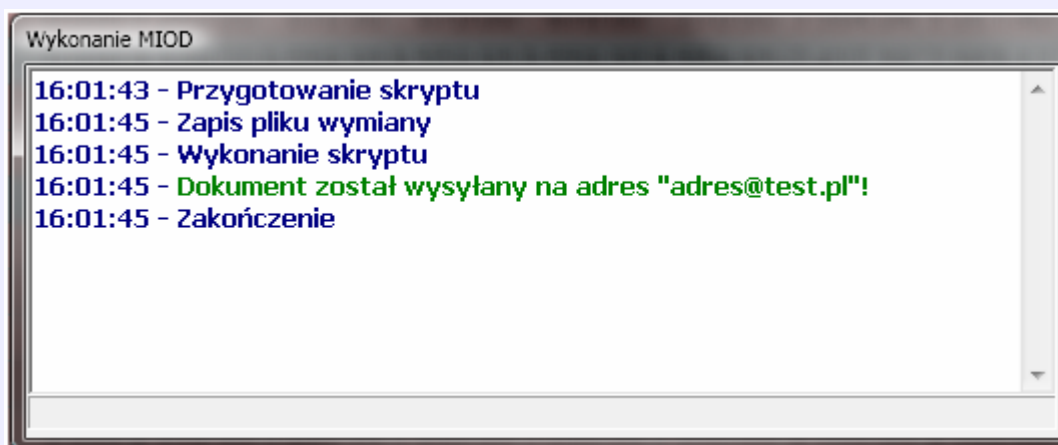 Wykonanie MIOD
16:01:43 - Przygotowanie skryptu
16:01:45 - Zapis pliku wymiany
16:01:45 - Wykonanie skryptu
16:01:45 - Dokument został wysyłany na adres "adres@test.pl"!
16:01:45 - Zakończenie